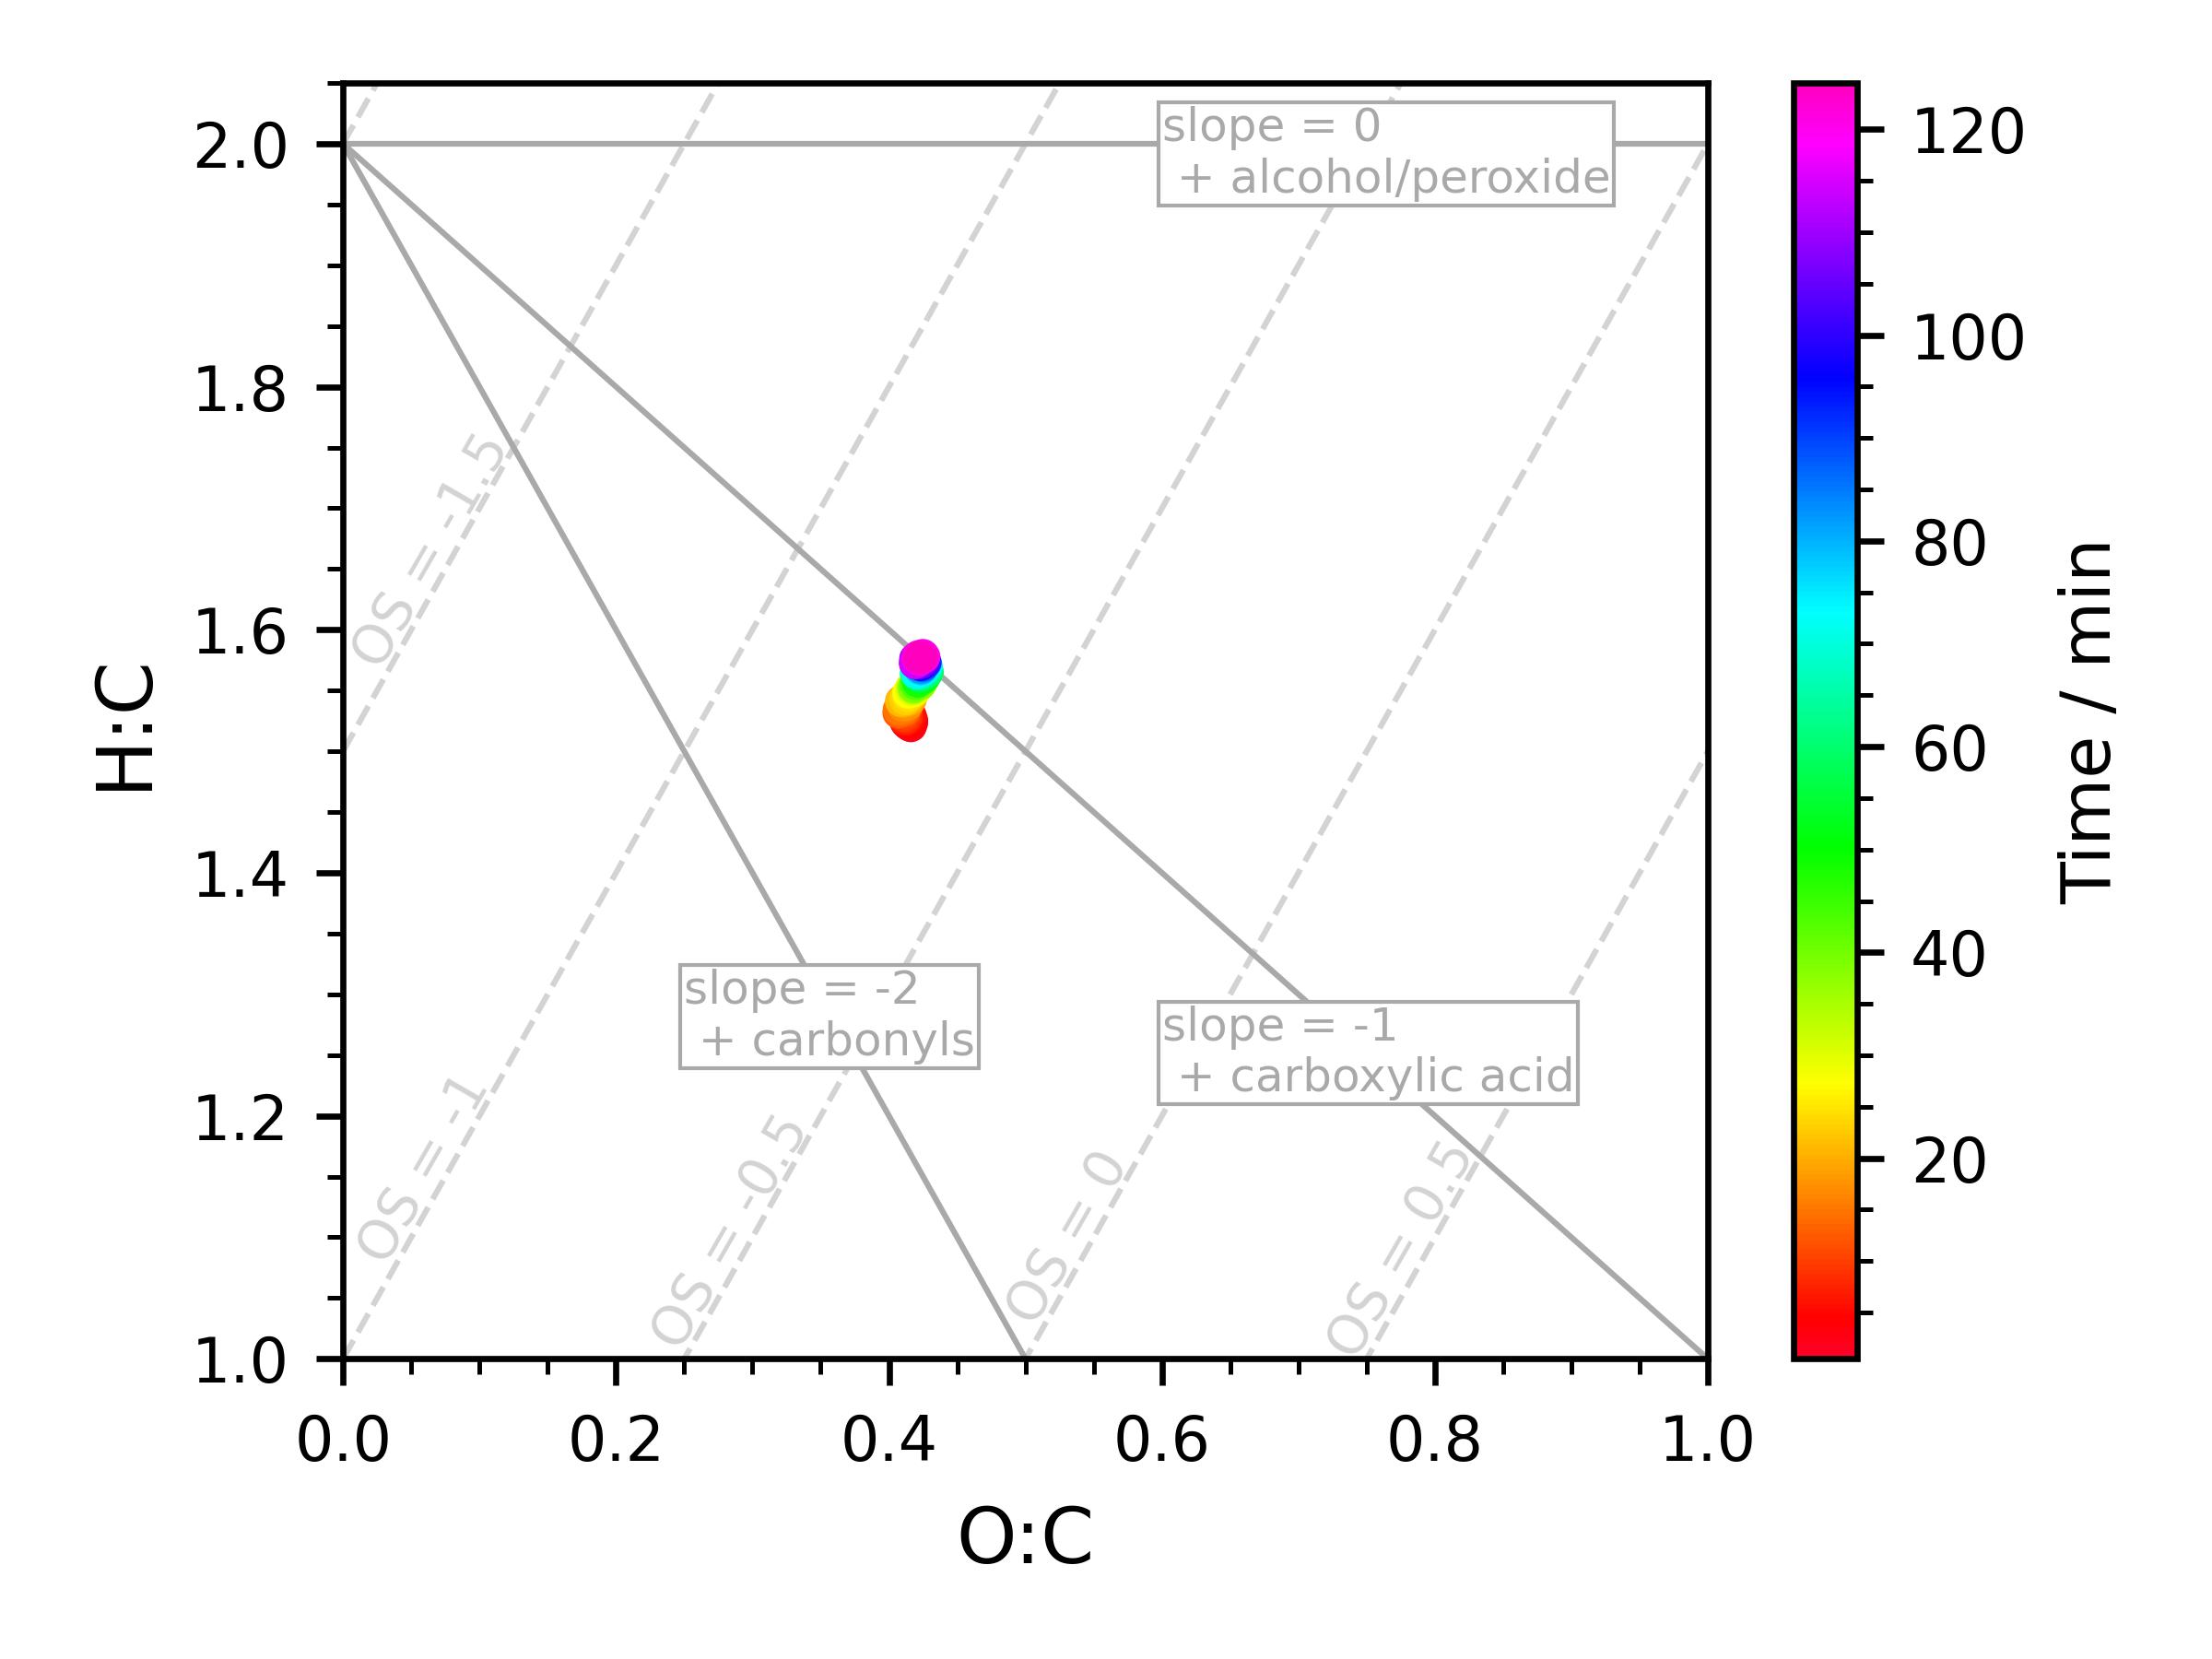 slope = 0
+ alcohol/peroxide
OS = -1.5
slope = -2
+ carbonyls
slope = -1
+ carboxylic acid
OS = -1
OS = -0.5
OS = 0
OS = 0.5
2.0
1.8
1.6
1.4
1.2
1.0
H:C
0.0
0.2
0.4
0.6
0.8
1.0
O:C
120
100
80
60
40
20
Time / min